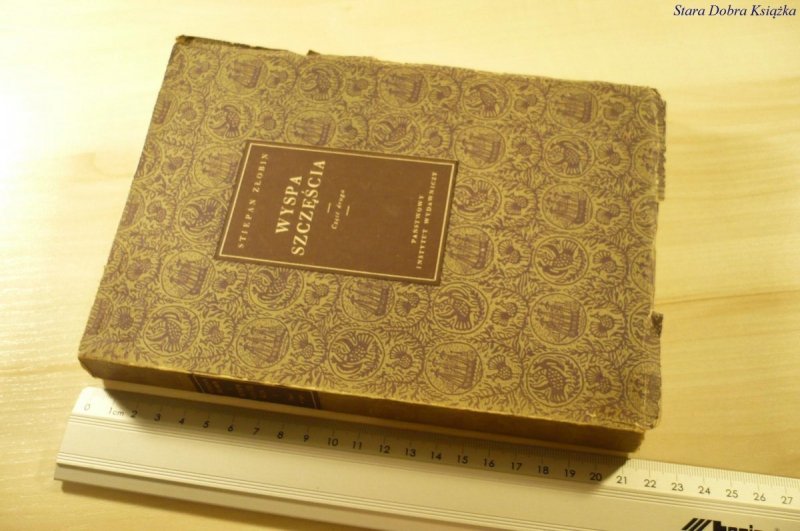 Stara Dobra Książka
STIEPAN ZŁOBIN
WYSPA
SZCZĘŚCIA
Część druga
PAŃSTWOWY
INSTYTUT WYDAWNICZY
0 1cm 2 3 4 5 6 7 8 9 10 11 12 13 14 15 16 17 18 19 20 21 22 23 24 25 26 27